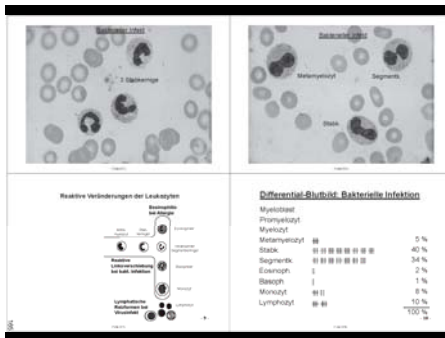 Bakterieller Infekt
3 Stabkernige
Bakterieller Infekt
Metamyelozyt
Segmentk.
Stabk.
Reaktive Veränderungen der Leukozyten
Eosinophilie
bei Allergie
Reaktive
Linksverschiebung
bei bakt. Infektion
Monozyt
Lymphatische
Reizformen bei
Virusinfekt
Differential-Blutbild: Bakterielle Infektion
Myeloblast
Promyelozyt
Myelozyt
Metamyelozyt 5 %
Stabk. 40 %
Segmentk. 34 %
Eosinoph. 2 %
Basoph. 1 %
Monozyt 8 %
Lymphozyt 10 %
100 %